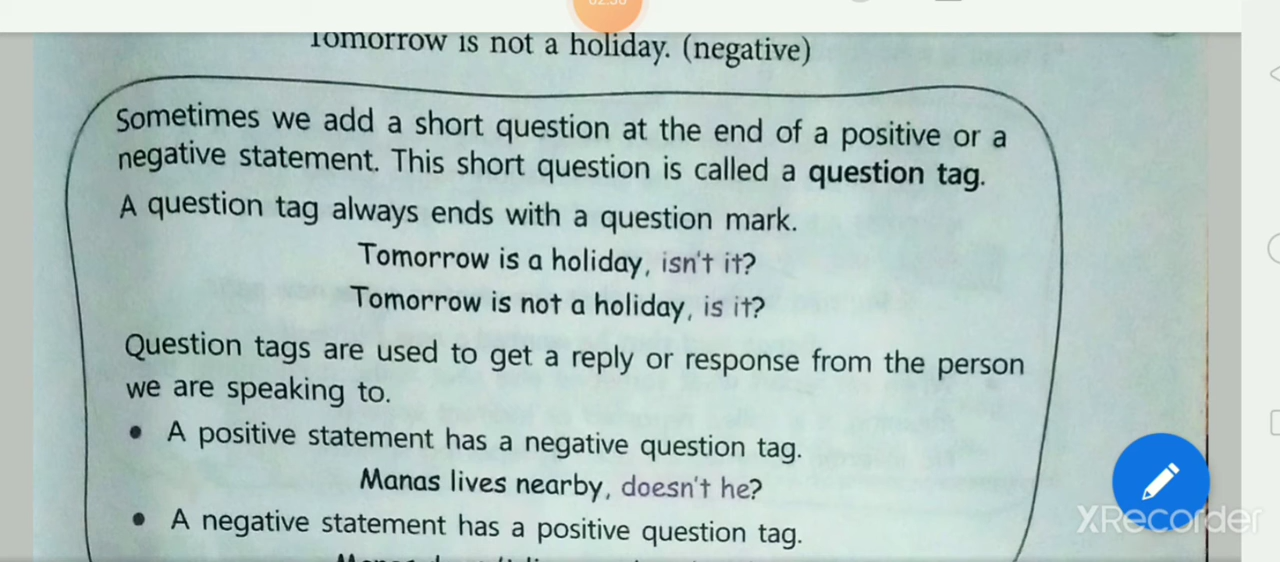 Tomorrow is not a holiday. (negative)
Sometimes we add a short question at the end of a positive or a
negative statement. This short question is called a question tag.
A question tag always ends with a question mark.
Tomorrow is a holiday, isn't it?
Tomorrow is not a holiday, is it?
Question tags are used to get a reply or response from the person
we are speaking to.
• A positive statement has a negative question tag.
Manas lives nearby, doesn't he?
• A negative statement has a positive question tag.
XRecorder